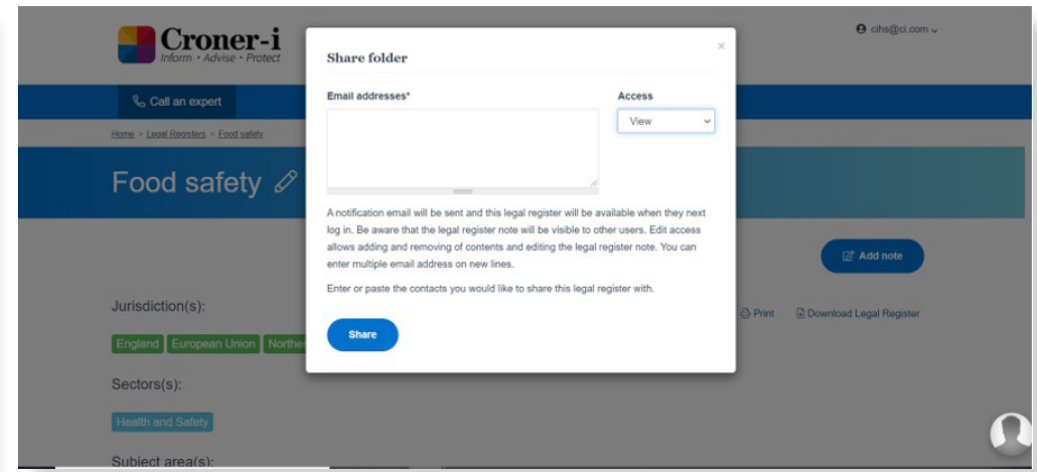 Croner-i
Inform • Advise • Protect
cihs@ci.com
Call an expert
Home > Legal Registers > Food safety
Food safety
Share folder
×
Email addresses*
Access
View
A notification email will be sent and this legal register will be available when they next
log in. Be aware that the legal register note will be visible to other users. Edit access
allows adding and removing of contents and editing the legal register note. You can
enter multiple email address on new lines.
Enter or paste the contacts you would like to share this legal register with.
Share
Add note
Jurisdiction(s):
Print
Download Legal Register
England
European Union
Northe
Sectors(s):
Health and Safety
Subject area(s):